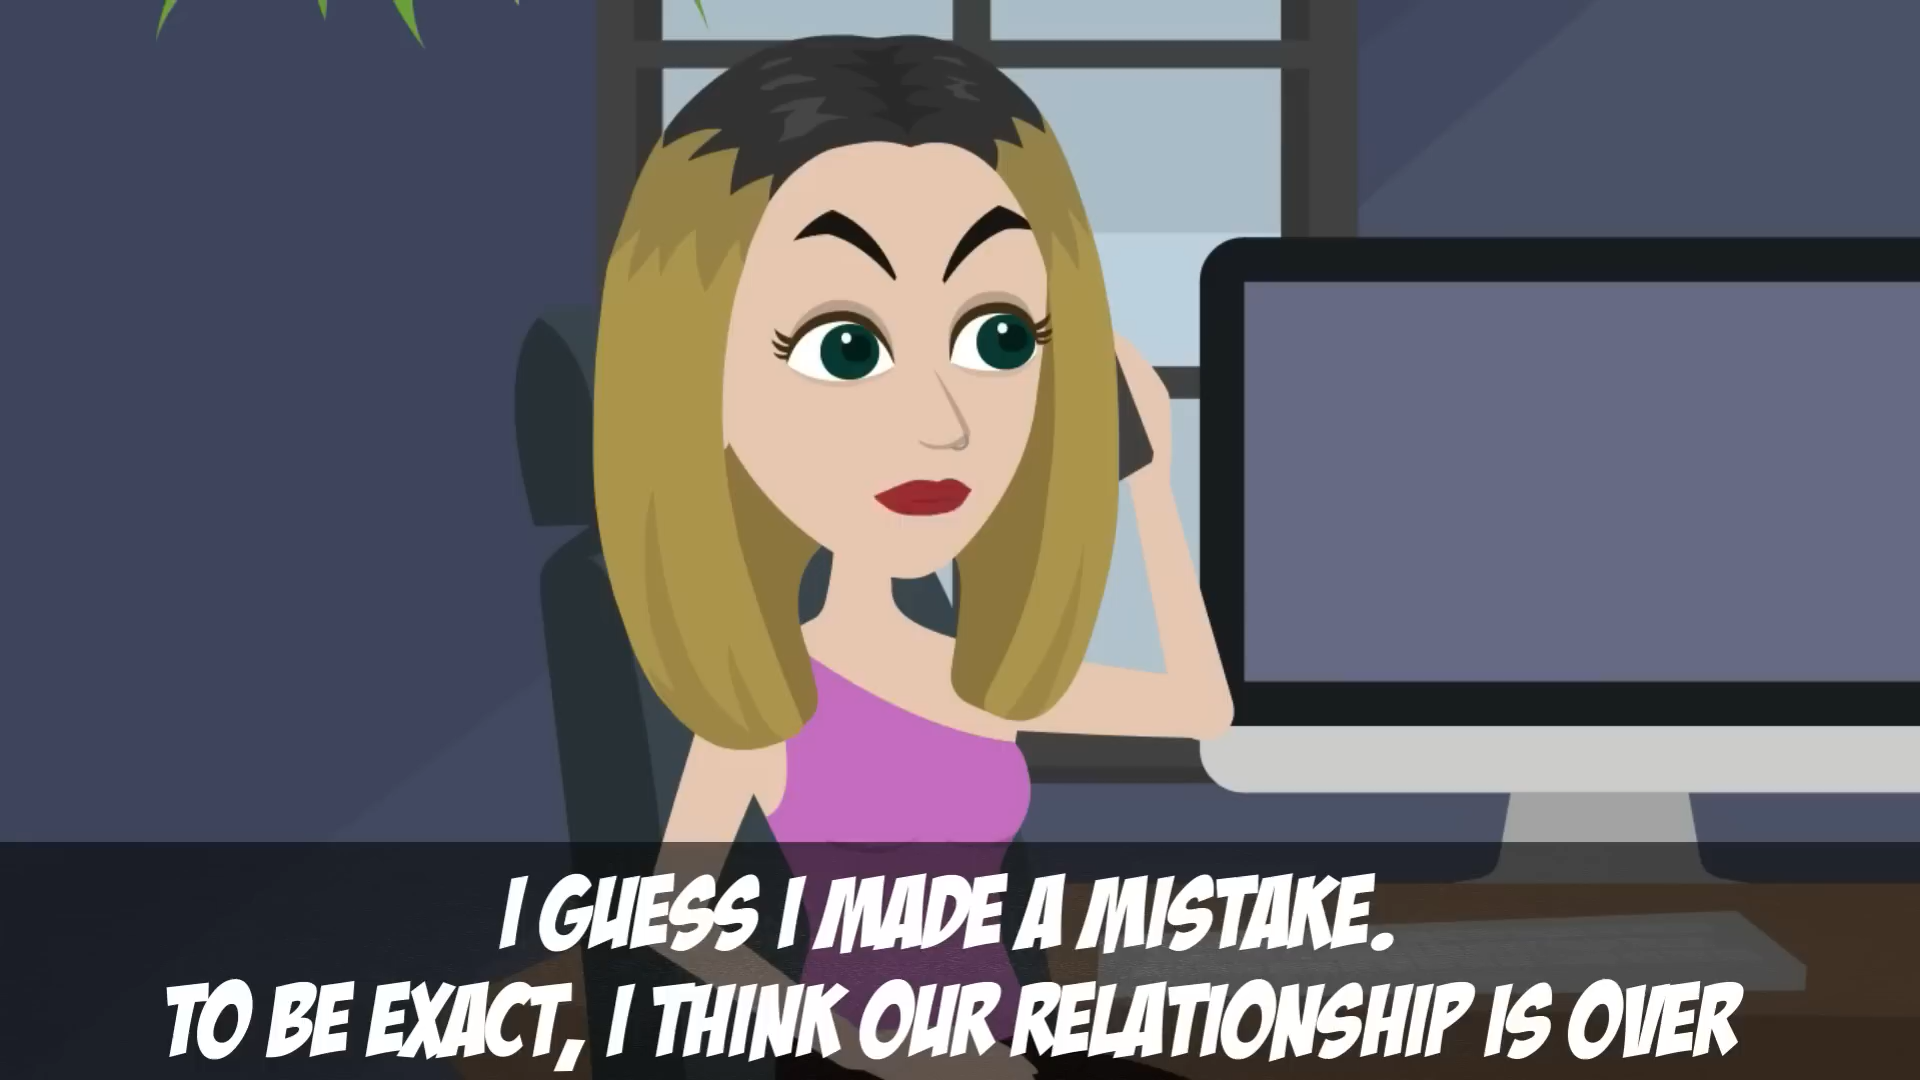 I GUESS I MADE A MISTAKE.
TO BE EXACT, I THINK OUR RELATIONSHIP IS OVER